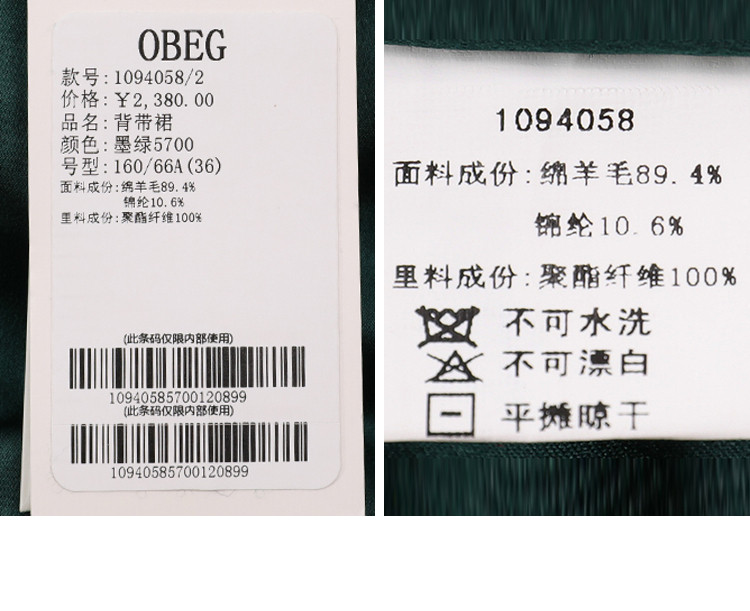 OBEG
款号:1094058/2
价格:￥2,380.00
品名:背带裙
颜色:墨绿5700
号型:160/66A(36)
面料成份:绵羊毛89.4%
锦纶10.6%
里料成份:聚酯纤维100%
(此条码仅限内部使用)
10940585700120899
(此条码仅限内部使用)
10940585700120899
1094058
面料成份:绵羊毛89.4%
锦纶10.6%
里料成份:聚酯纤维100%
不可水洗
不可漂白
平摊晾干